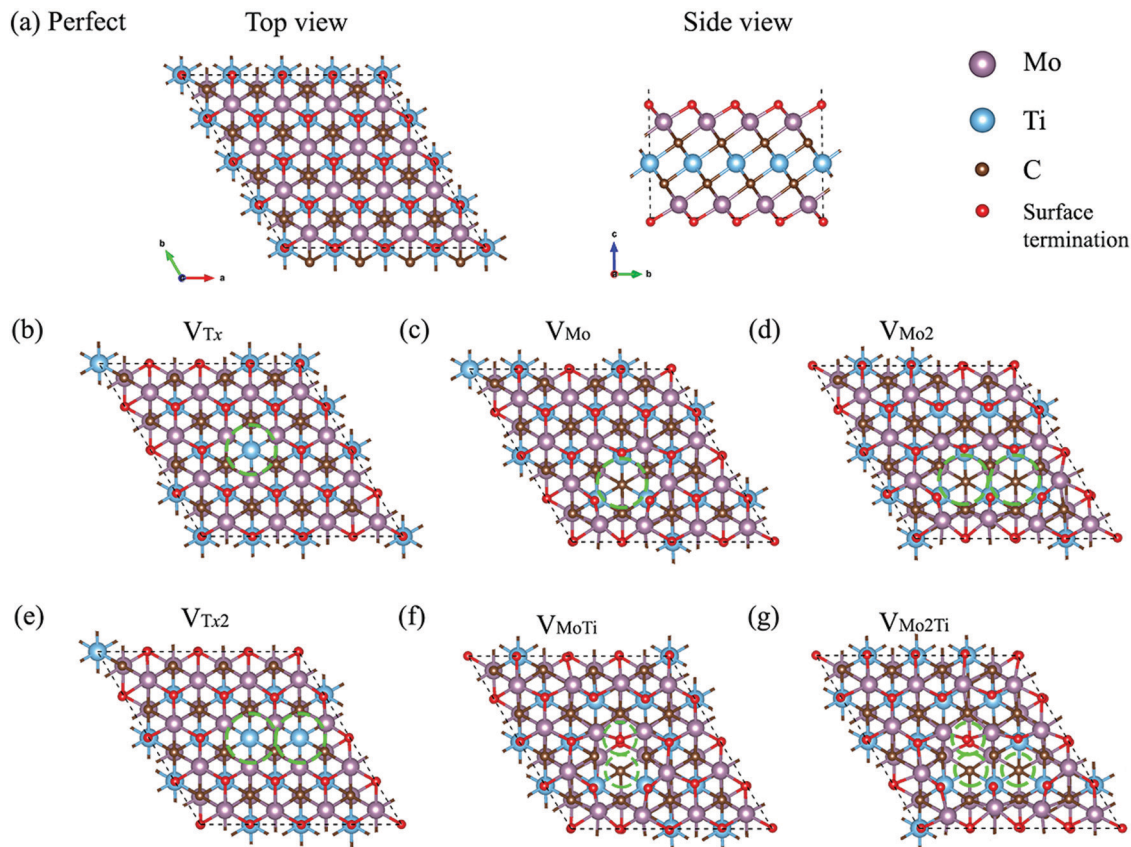 (a) Perfect
Top view
Side view
Mo
Ti
C
Surface
termination
b
a
c
b
(b)
VTx
(c)
VMo
(d)
VMo2
(e)
VTx2
(f)
VMoTi
(g)
VMo2Ti